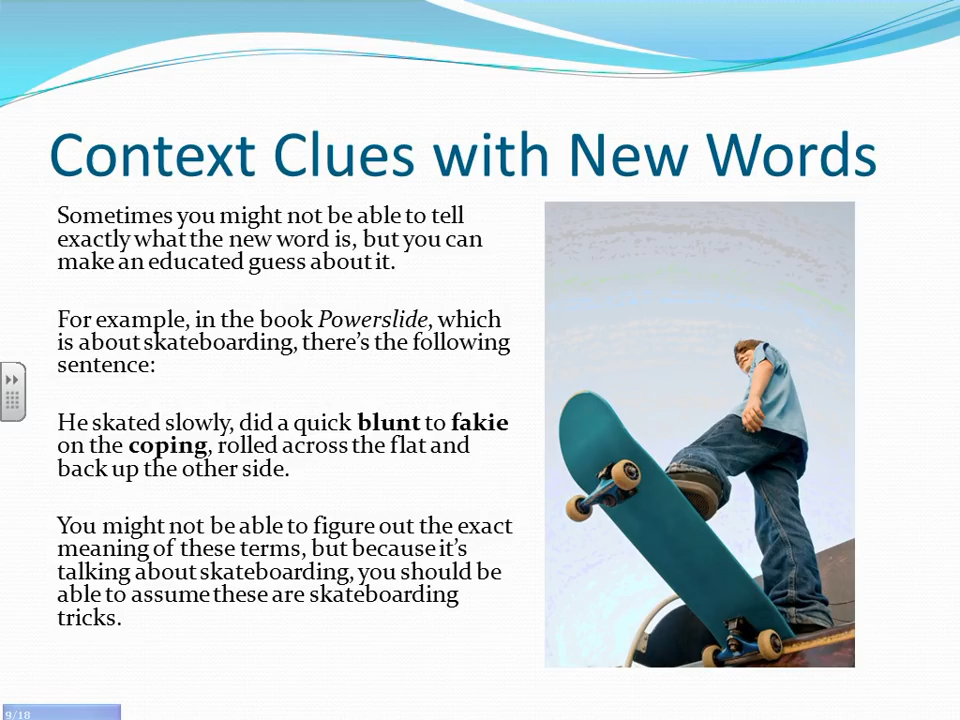 Context Clues with New Words
Sometimes you might not be able to tell
exactly what the new word is, but you can
make an educated guess about it.
For example, in the book Powerslide, which
is about skateboarding, there's the following
sentence:
He skated slowly, did a quick blunt to fakie
on the coping, rolled across the flat and
back up the other side.
You might not be able to figure out the exact
meaning of these terms, but because it's
talking about skateboarding, you should be
able to assume these are skateboarding
tricks.
9/18